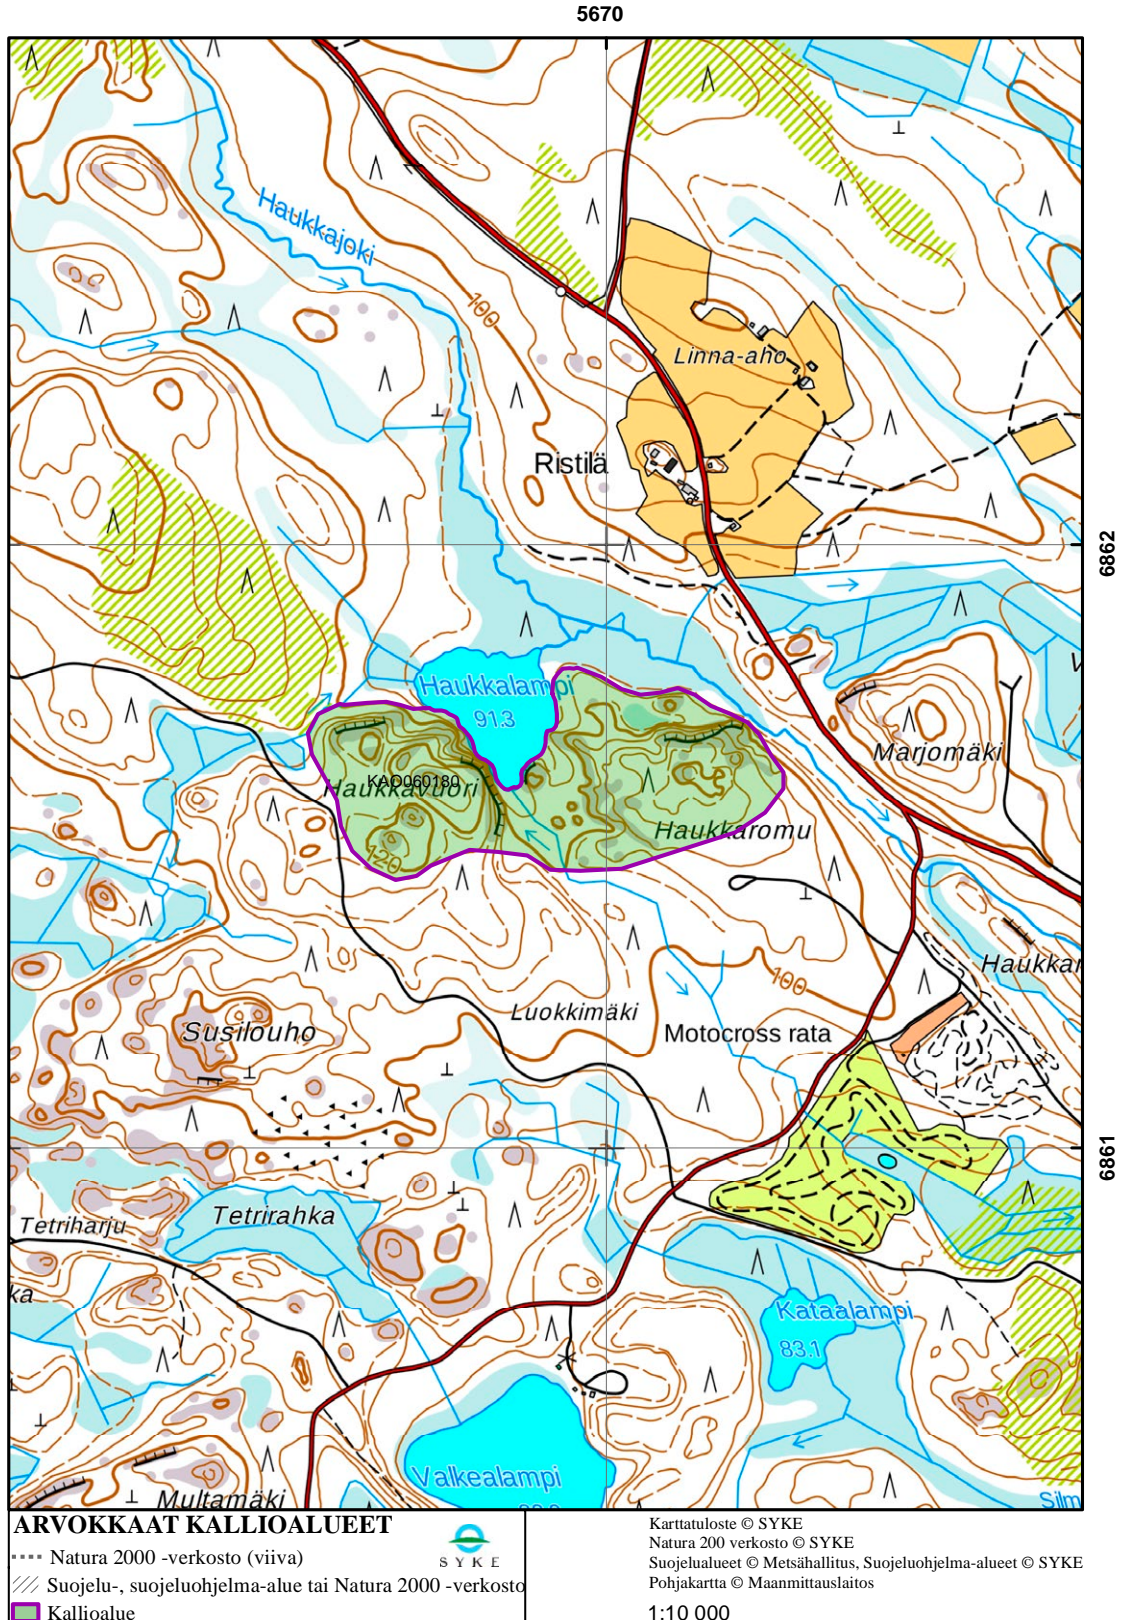 5670
Haukkajoki
100
Linna-aho
Ristilä
6862
Haukkalampi
91.3
Marjomäki
KAO060180
Haukkavuori
Haukkaromu
120
Haukkar
100
Luokkimäki
Susilouho
Motocross rata
6861
Tetriharju
Tetrirahka
ka
Kataalampi
83.1
Valkealampi
Multamäki
Silm
ARVOKKAAT KALLIOALUEET
SYKE
Natura 2000 -verkosto (viiva)
Suojelu-, suojeluohjelma-alue tai Natura 2000 -verkosto
Kallioalue
Karttatuloste © SYKE
Natura 200 verkosto © SYKE
Suojelualueet © Metsähallitus, Suojeluohjelma-alueet © SYKE
Pohjakartta © Maanmittauslaitos
1:10 000